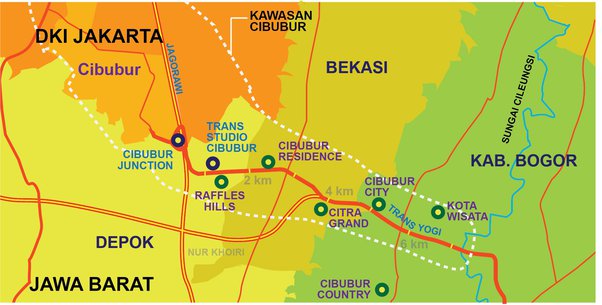 KAWASAN
CIBUBUR
DKI JAKARTA
JAGORAWI
Cibubur
BEKASI
SUNGAI CILEUNGSI
TRANS
STUDIO
CIBUBUR
CIBUBUR
JUNCTION
CIBUBUR
RESIDENCE
KAB. BOGOR
2 km
RAFFLES
HILLS
4 km
CIBUBUR
CITY
KOTA
WISATA
CITRA
GRAND
TRANS YOGI
6 km
DEPOK
NUR KHOIRI
JAWA BARAT
CIBUBUR
COUNTRY